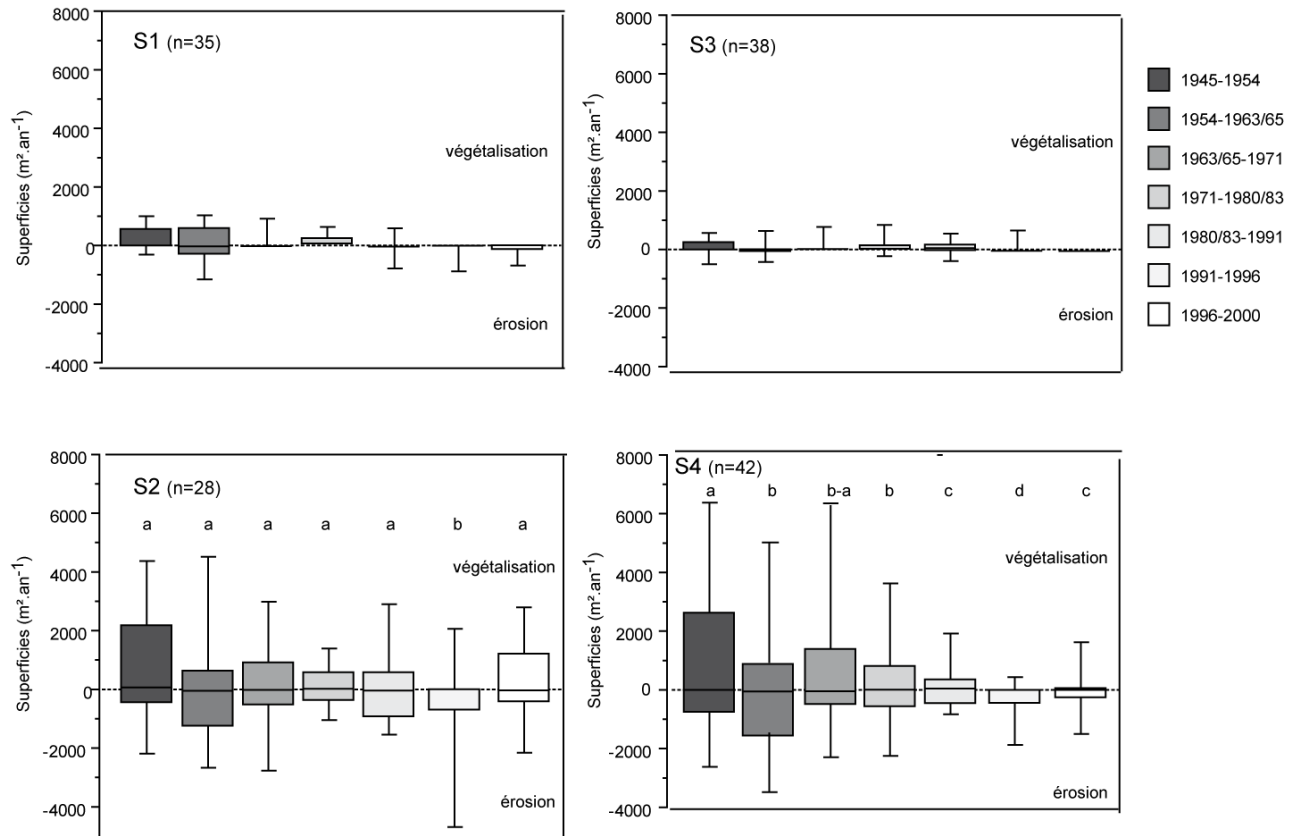 S1 (n=35)
Superficies (m².an⁻¹)
8000
6000
4000
2000
0
-2000
-4000
végétalisation
érosion
S3 (n=38)
Superficies (m².an⁻¹)
8000
6000
4000
2000
0
-2000
-4000
végétalisation
érosion
1945-1954
1954-1963/65
1963/65-1971
1971-1980/83
1980/83-1991
1991-1996
1996-2000
S2 (n=28)
Superficies (m².an⁻¹)
8000
6000
4000
2000
0
-2000
-4000
a a a a a b a
végétalisation
érosion
S4 (n=42)
Superficies (m².an⁻¹)
8000
6000
4000
2000
0
-2000
-4000
a b b-a b c d c
végétalisation
érosion